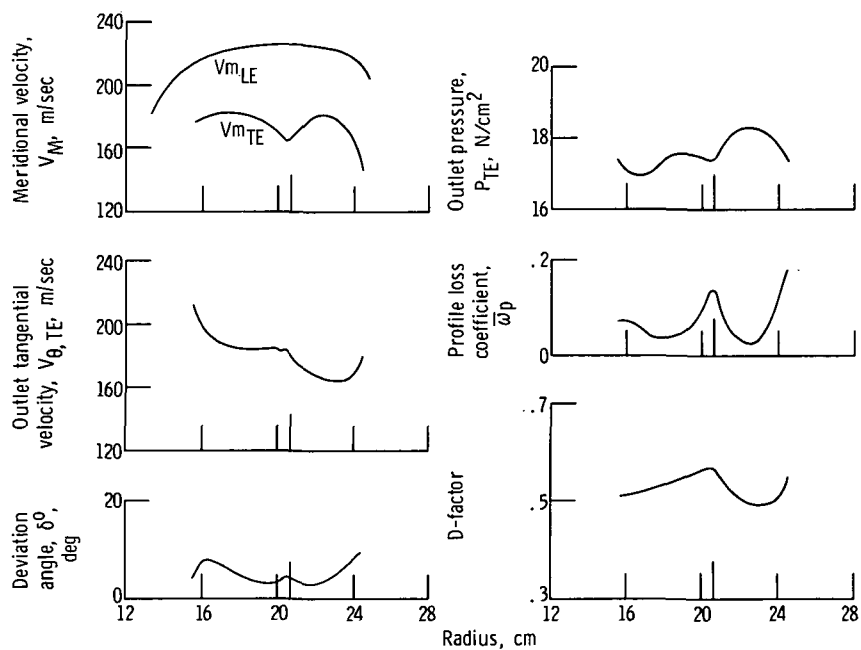 Meridional velocity,
V_M, m/sec
240
200
160
120
Vm_LE
Vm_TE
Outlet pressure,
P_TE, N/cm²
20
18
16
Outlet tangential
velocity, V_θ,TE, m/sec
240
200
160
120
Profile loss
coefficient,
ω̅p
.2
0
Deviation
angle, δ⁰,
deg
20
0
12
16
20
24
28
D-factor
.7
.5
.3
12
16
20
24
28
Radius, cm